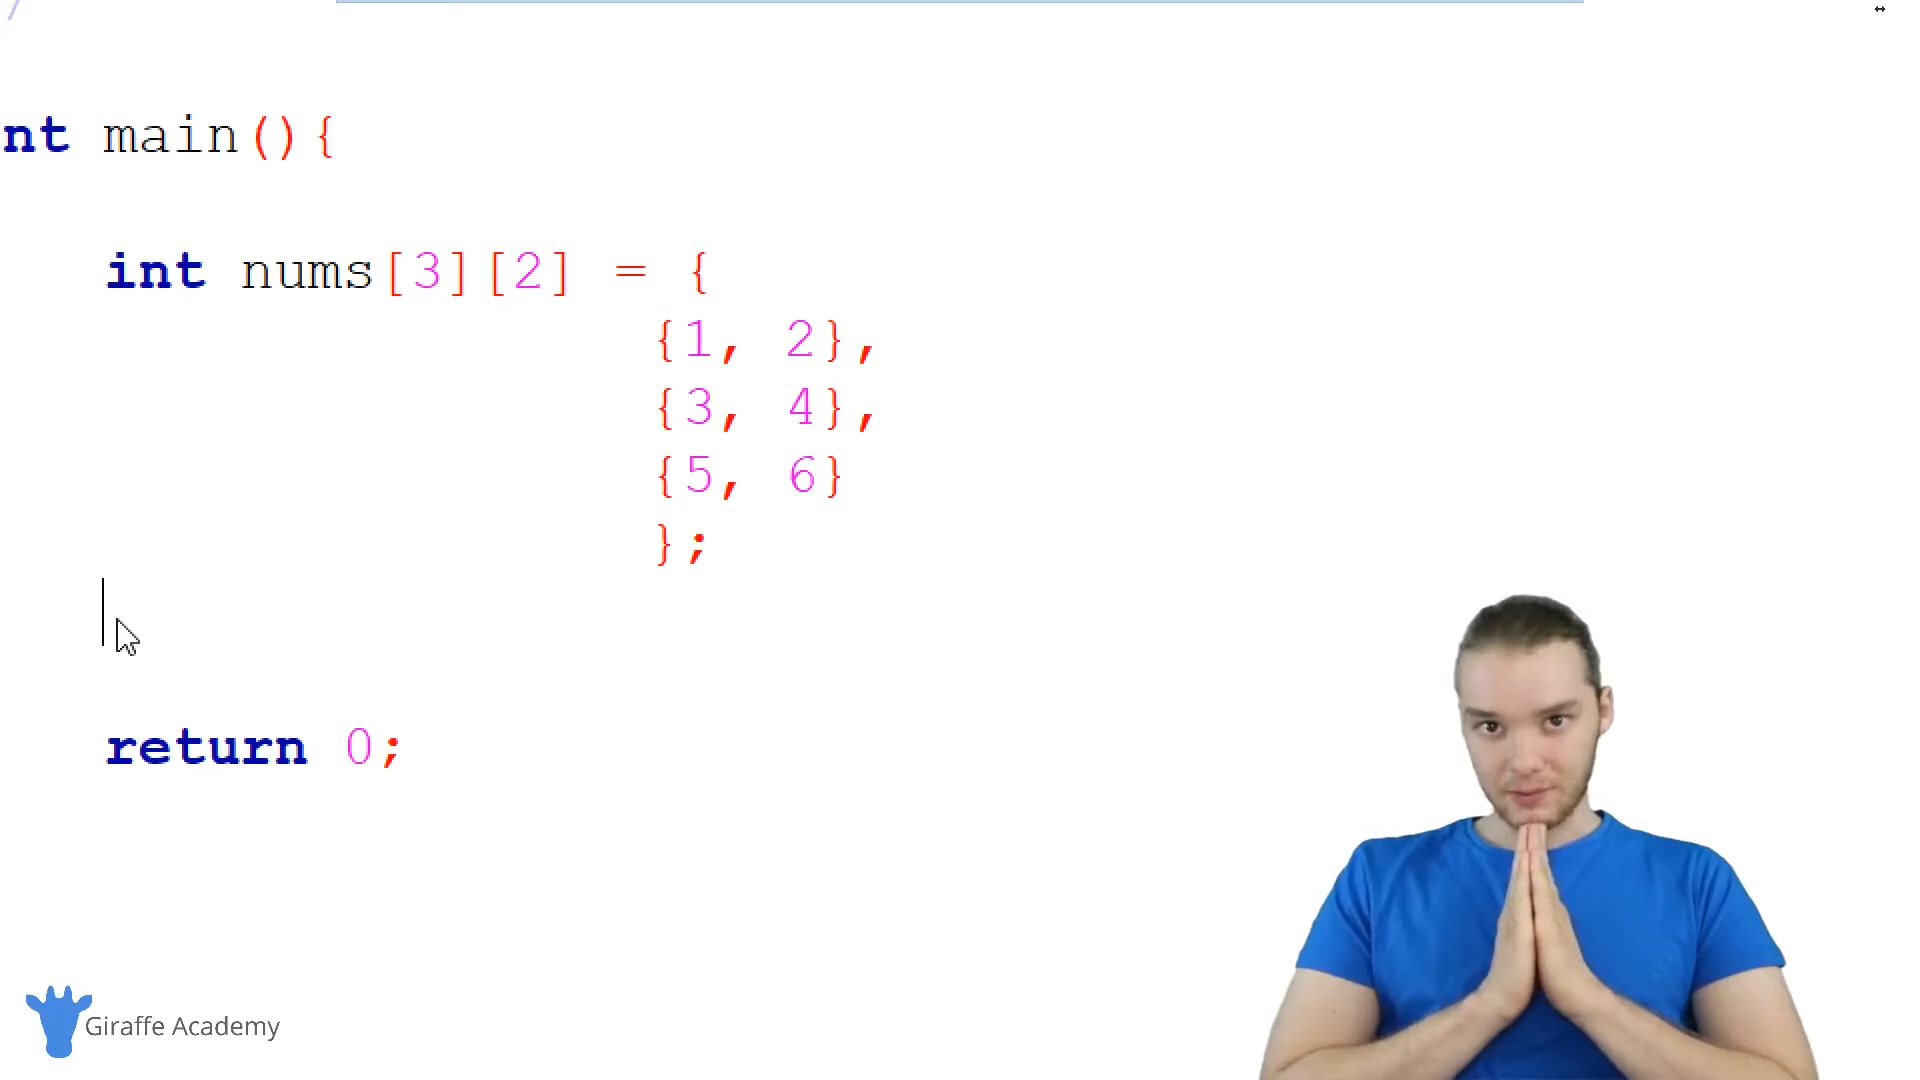 nt main(){
int nums[3][2] = {
{1, 2},
{3, 4},
{5, 6}
};
return 0;
Giraffe Academy